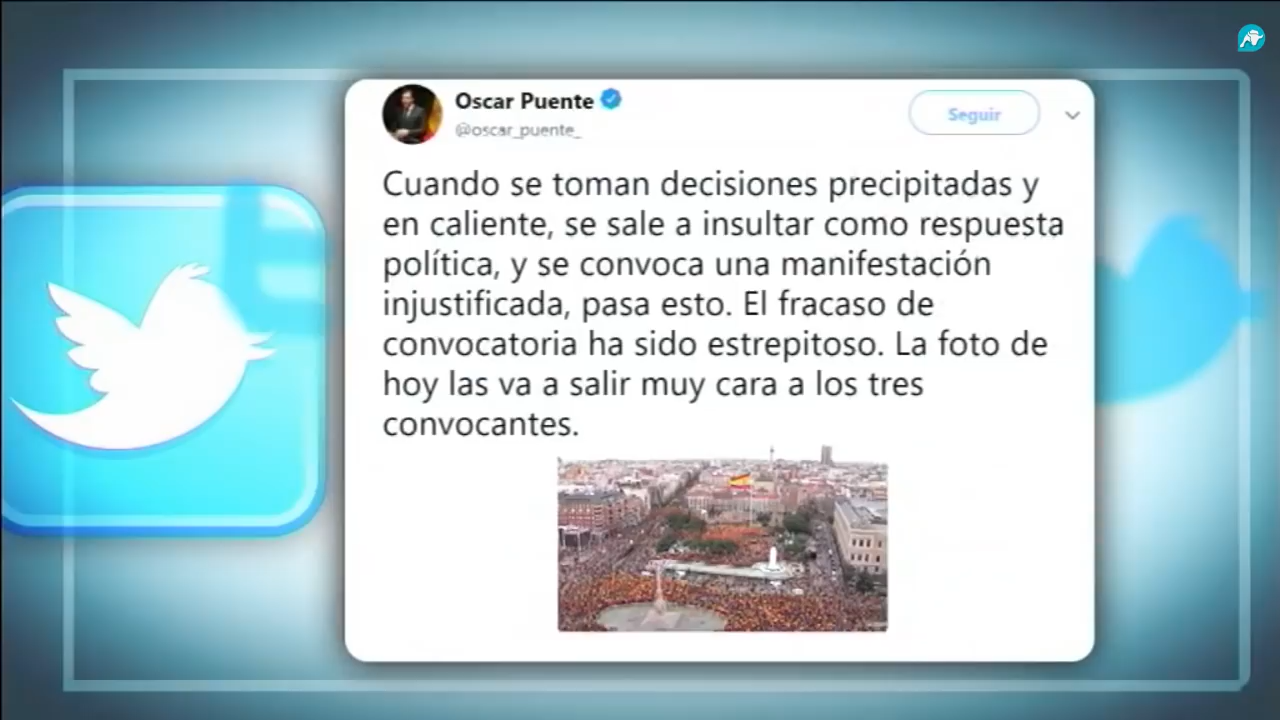 Oscar Puente
@oscar_puente_
Seguir
Cuando se toman decisiones precipitadas y
en caliente, se sale a insultar como respuesta
política, y se convoca una manifestación
injustificada, pasa esto. El fracaso de
convocatoria ha sido estrepitoso. La foto de
hoy las va a salir muy cara a los tres
convocantes.